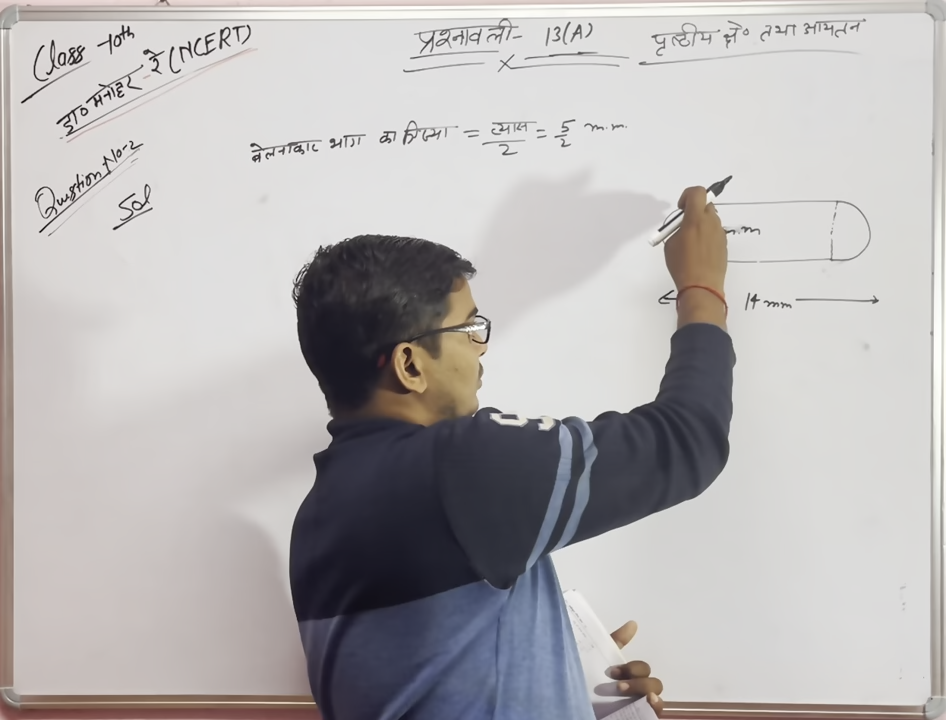 Class -10th
प्रश्नावली- 13(A) पृष्ठीय क्षे० तथा आयतन
डा० मनोहर रे (NCERT)
×
Question No-2
Sol
बेलनाकार भाग का त्रिज्या = व्यास/2 = 5/2 m.m.
m.m
14 mm